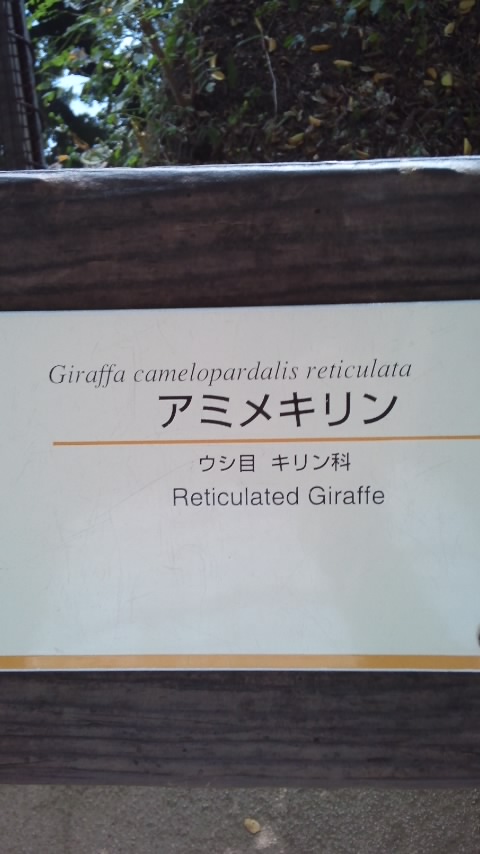 Giraffa camelopardalis reticulata
アミメキリン
ウシ目 キリン科
Reticulated Giraffe